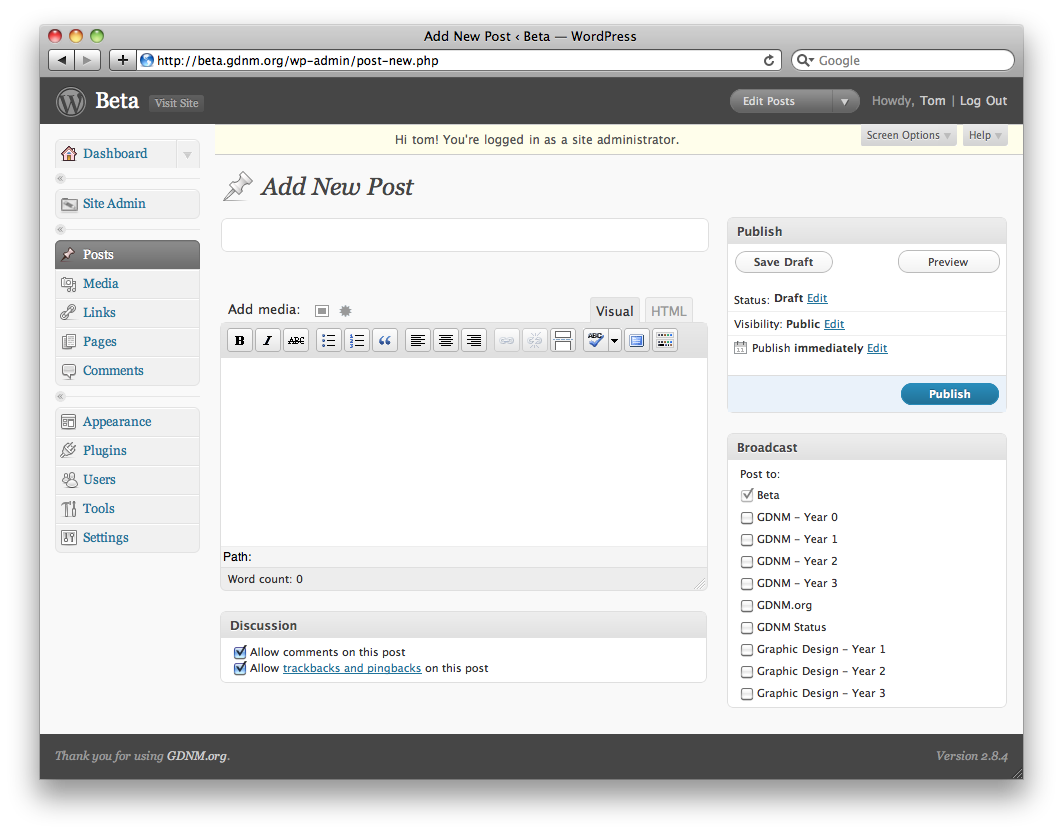 Add New Post ‹ Beta — WordPress
http://beta.gdnm.org/wp-admin/post-new.php
Google
Beta Visit Site
Edit Posts
Howdy, Tom | Log Out
Hi tom! You're logged in as a site administrator.
Screen Options
Help
Dashboard
Site Admin
Posts
Media
Links
Pages
Comments
Appearance
Plugins
Users
Tools
Settings
Add New Post
Add media:
Visual
HTML
B I ABC
ABC
Path:
Word count: 0
Discussion
Allow comments on this post
Allow trackbacks and pingbacks on this post
Publish
Save Draft
Preview
Status: Draft Edit
Visibility: Public Edit
11 Publish immediately Edit
Publish
Broadcast
Post to:
Beta
GDNM – Year 0
GDNM – Year 1
GDNM – Year 2
GDNM – Year 3
GDNM.org
GDNM Status
Graphic Design – Year 1
Graphic Design – Year 2
Graphic Design – Year 3
Thank you for using GDNM.org.
Version 2.8.4